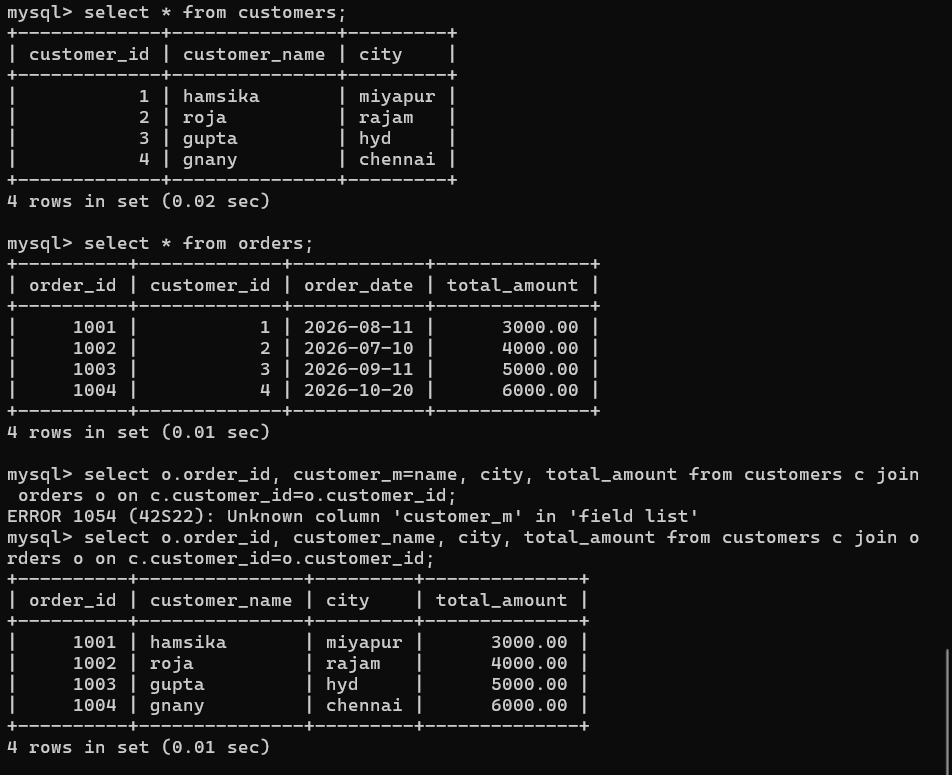 mysql> select * from customers;
+-------------+---------------+---------+
| customer_id | customer_name | city    |
+-------------+---------------+---------+
|           1 | hamsika       | miyapur |
|           2 | roja          | rajam   |
|           3 | gupta         | hyd     |
|           4 | gnany         | chennai |
+-------------+---------------+---------+
4 rows in set (0.02 sec)

mysql> select * from orders;
+----------+-------------+------------+--------------+
| order_id | customer_id | order_date | total_amount |
+----------+-------------+------------+--------------+
|     1001 |           1 | 2026-08-11 |      3000.00 |
|     1002 |           2 | 2026-07-10 |      4000.00 |
|     1003 |           3 | 2026-09-11 |      5000.00 |
|     1004 |           4 | 2026-10-20 |      6000.00 |
+----------+-------------+------------+--------------+
4 rows in set (0.01 sec)

mysql> select o.order_id, customer_m=name, city, total_amount from customers c join
 orders o on c.customer_id=o.customer_id;
ERROR 1054 (42S22): Unknown column 'customer_m' in 'field list'
mysql> select o.order_id, customer_name, city, total_amount from customers c join o
rders o on c.customer_id=o.customer_id;
+----------+---------------+---------+--------------+
| order_id | customer_name | city    | total_amount |
+----------+---------------+---------+--------------+
|     1001 | hamsika       | miyapur |      3000.00 |
|     1002 | roja          | rajam   |      4000.00 |
|     1003 | gupta         | hyd     |      5000.00 |
|     1004 | gnany         | chennai |      6000.00 |
+----------+---------------+---------+--------------+
4 rows in set (0.01 sec)